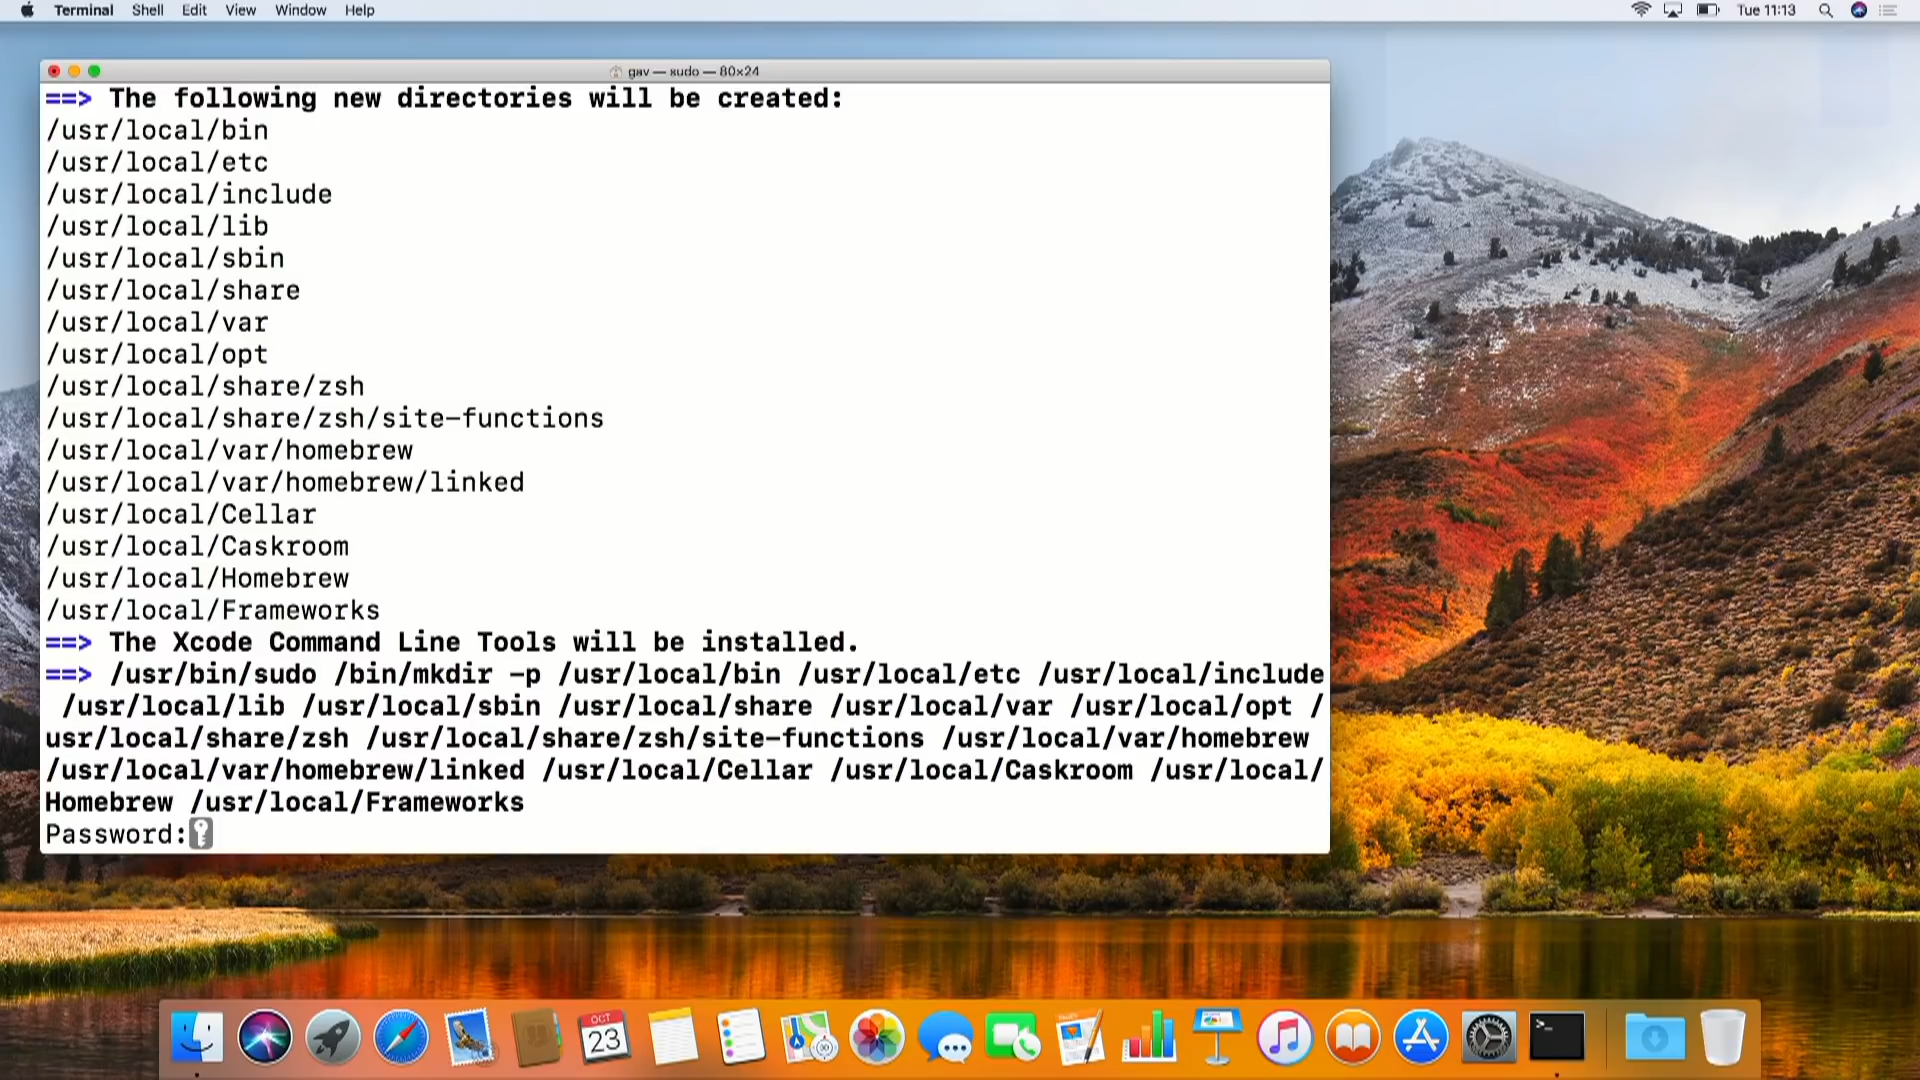 Terminal Shell Edit View Window Help Tue 11:13
gav — sudo — 80×24
==> The following new directories will be created:
/usr/local/bin
/usr/local/etc
/usr/local/include
/usr/local/lib
/usr/local/sbin
/usr/local/share
/usr/local/var
/usr/local/opt
/usr/local/share/zsh
/usr/local/share/zsh/site-functions
/usr/local/var/homebrew
/usr/local/var/homebrew/linked
/usr/local/Cellar
/usr/local/Caskroom
/usr/local/Homebrew
/usr/local/Frameworks
==> The Xcode Command Line Tools will be installed.
==> /usr/bin/sudo /bin/mkdir -p /usr/local/bin /usr/local/etc /usr/local/include
/usr/local/lib /usr/local/sbin /usr/local/share /usr/local/var /usr/local/opt /
usr/local/share/zsh /usr/local/share/zsh/site-functions /usr/local/var/homebrew
/usr/local/var/homebrew/linked /usr/local/Cellar /usr/local/Caskroom /usr/local/
Homebrew /usr/local/Frameworks
Password:
OCT
23
>_